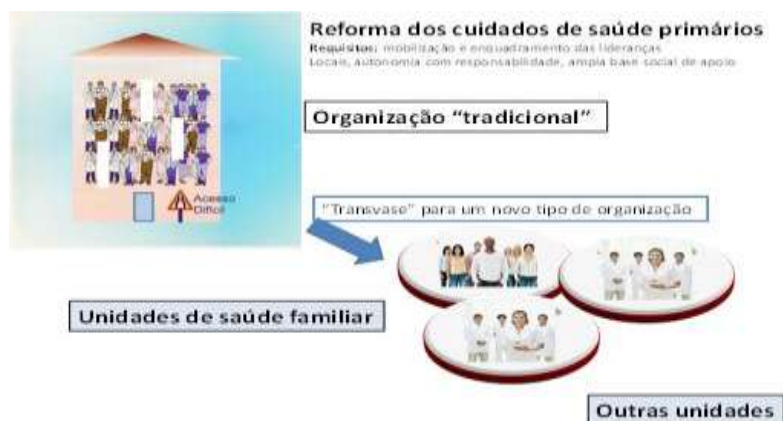 Reforma dos cuidados de saúde primários
Requisitos: mobilização e enquadramento das lideranças
Locais, autonomia com responsabilidade, ampla base social de apoio
Organização “tradicional”
Acesso
Difícil
“Transvase” para um novo tipo de organização
Unidades de saúde familiar
Outras unidades